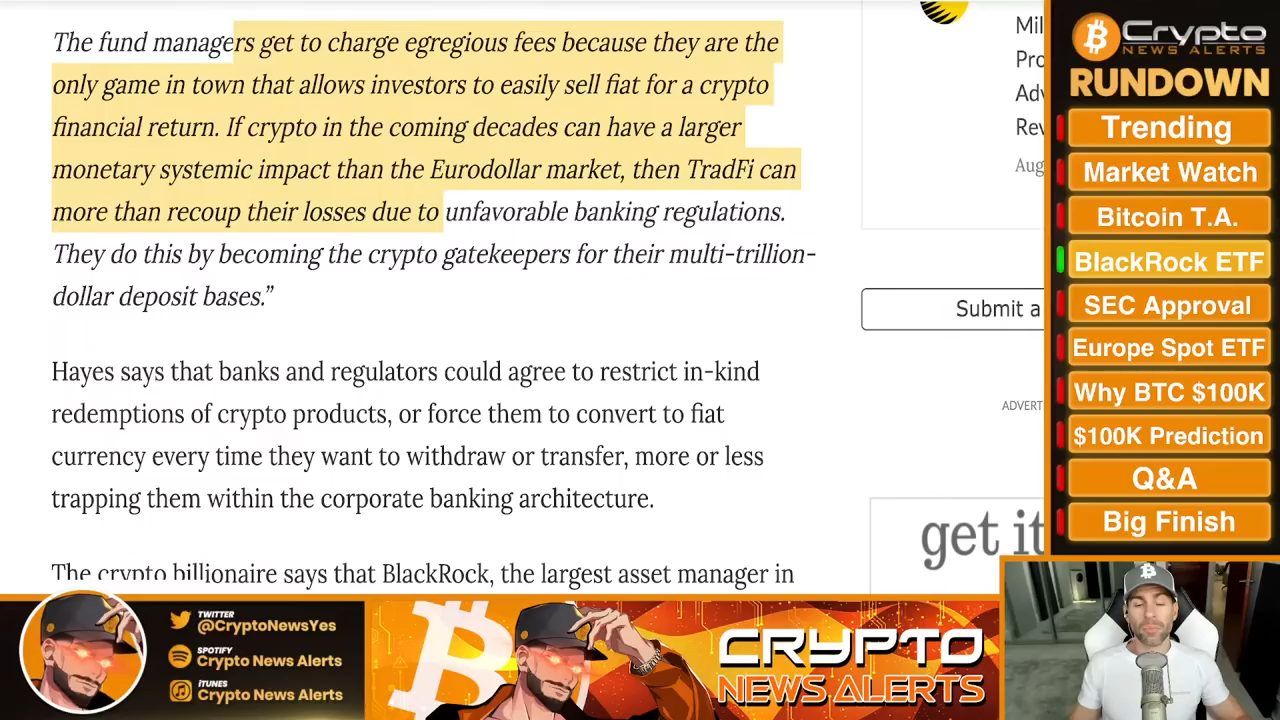 The fund managers get to charge egregious fees because they are the
only game in town that allows investors to easily sell fiat for a crypto
financial return. If crypto in the coming decades can have a larger
monetary systemic impact than the Eurodollar market, then TradFi can
more than recoup their losses due to unfavorable banking regulations.
They do this by becoming the crypto gatekeepers for their multi-trillion-
dollar deposit bases.”
Hayes says that banks and regulators could agree to restrict in-kind
redemptions of crypto products, or force them to convert to fiat
currency every time they want to withdraw or transfer, more or less
trapping them within the corporate banking architecture.
The crypto billionaire says that BlackRock, the largest asset manager in
Mil
Pro
Adv
Rev
Aug
Submit a
ADVERT
get it
Crypto
NEWS ALERTS
RUNDOWN
Trending
Market Watch
Bitcoin T.A.
BlackRock ETF
SEC Approval
Europe Spot ETF
Why BTC $100K
$100K Prediction
Q&A
Big Finish
TWITTER
@CryptoNewsYes
SPOTIFY
Crypto News Alerts
iTUNES
Crypto News Alerts
CRYPTO
NEWS ALERTS